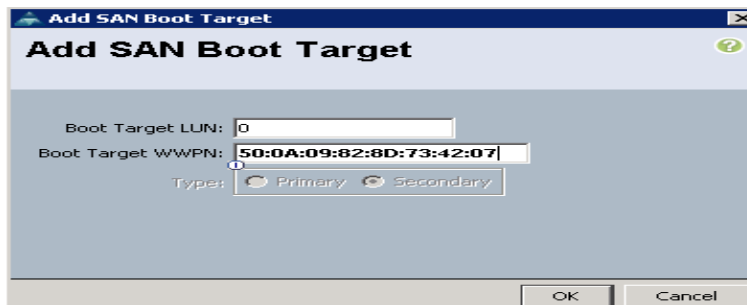 Add SAN Boot Target
Add SAN Boot Target
Boot Target LUN: 0
Boot Target WWPN: 50:0A:09:82:8D:73:42:07
Type: Primary Secondary
OK Cancel